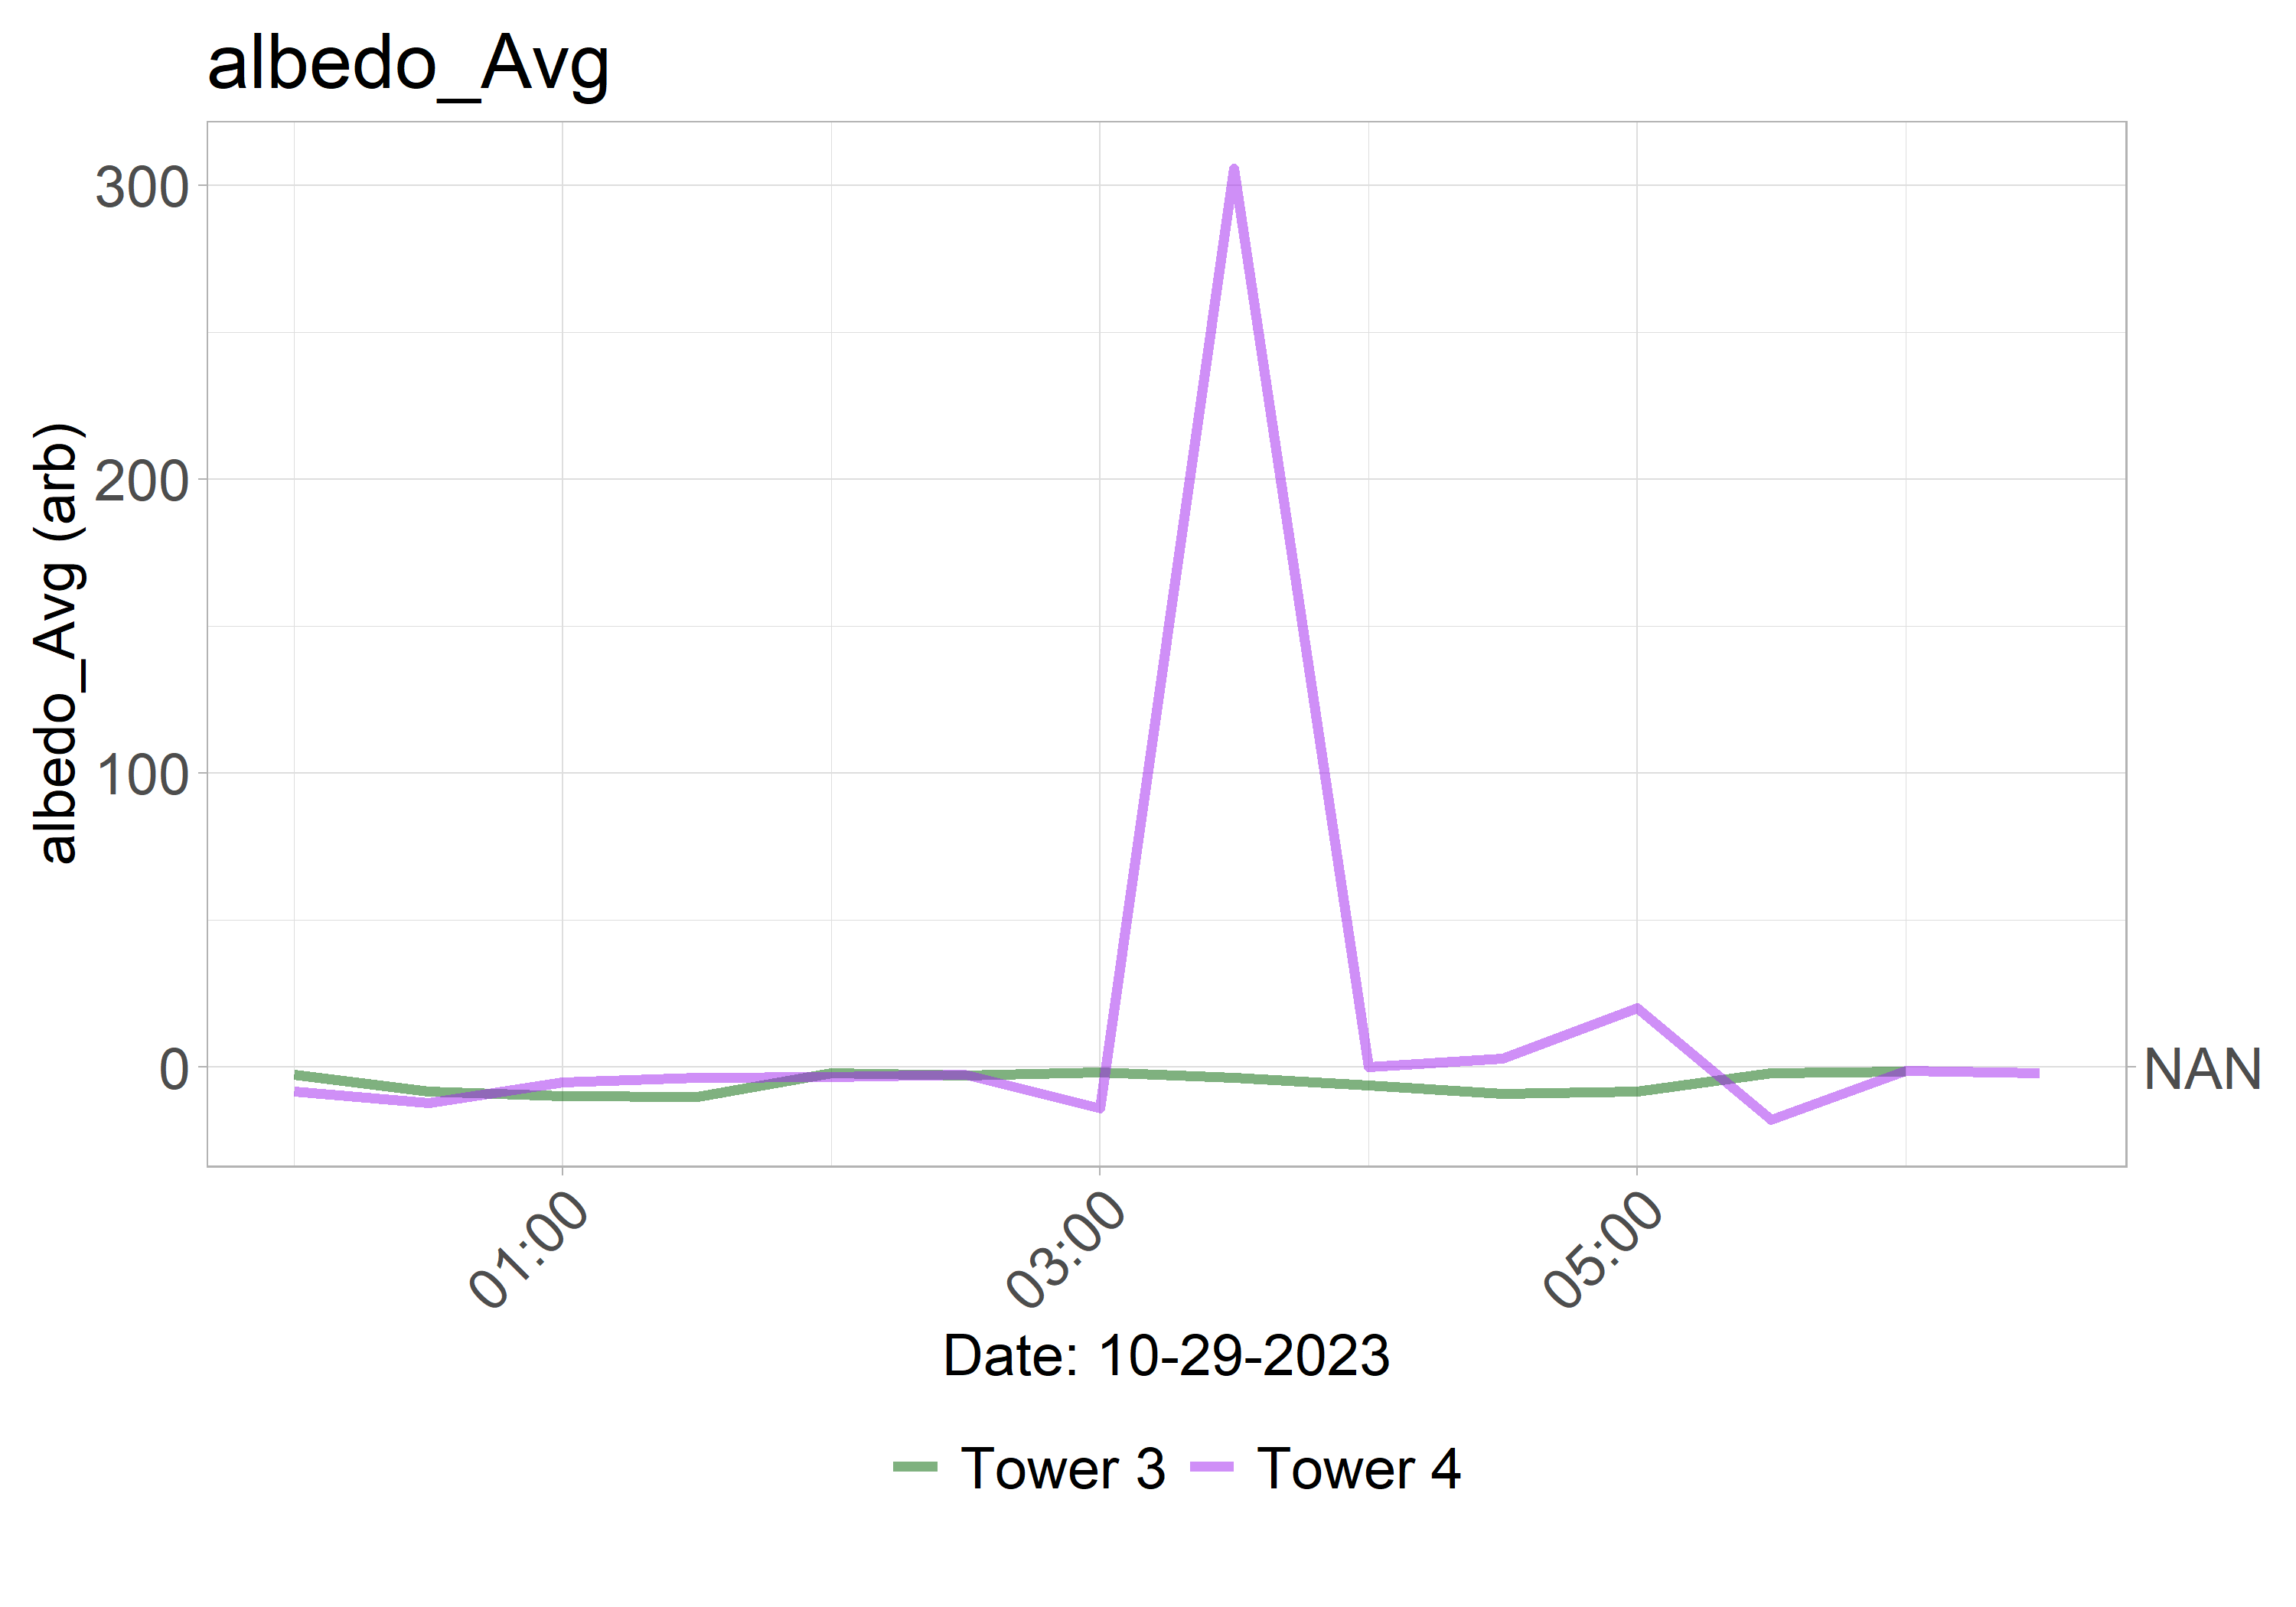 albedo_Avg
albedo_Avg (arb)
300
200
100
0
NAN
01:00
03:00
05:00
Date: 10-29-2023
Tower 3
Tower 4